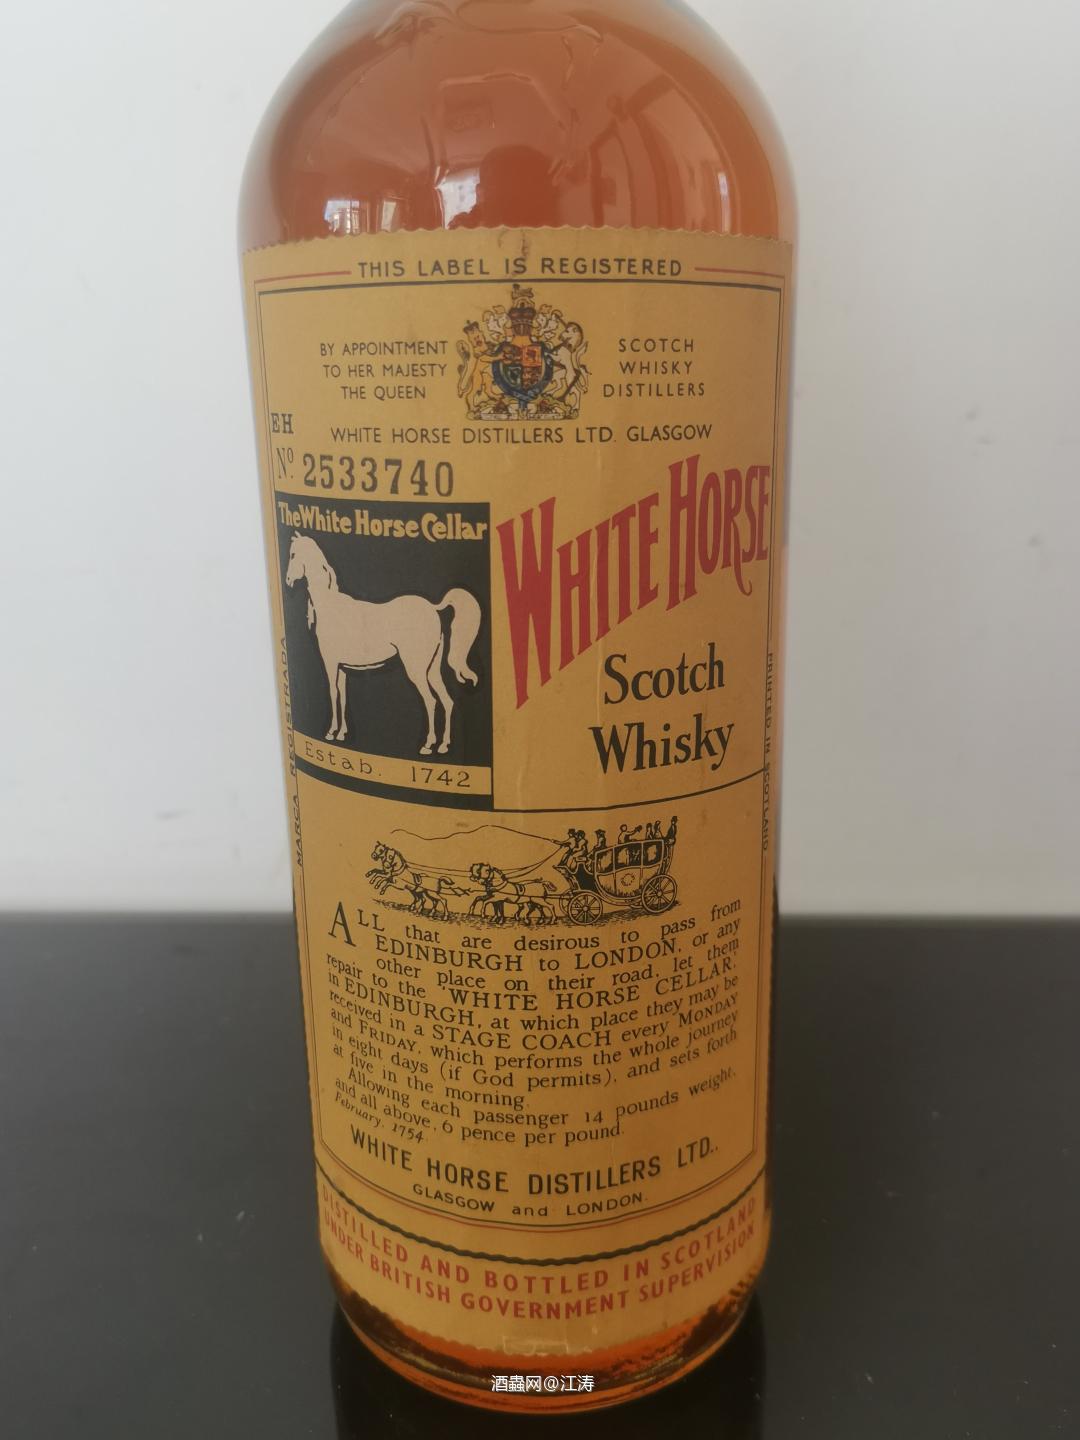 THIS LABEL IS REGISTERED
BY APPOINTMENT
TO HER MAJESTY
THE QUEEN
SCOTCH
WHISKY
DISTILLERS
WHITE HORSE DISTILLERS LTD. GLASGOW
EH
Nº 2533740
The White Horse Cellar
Estab. 1742
WHITE HORSE
Scotch
Whisky
MARCA REGISTRADA
PRINTED IN SCOTLAND
ALL that are desirous to pass from
EDINBURGH to LONDON, or any
other place on their road, let them
repair to the 'WHITE HORSE CELLAR,'
in EDINBURGH, at which place they may be
received in a STAGE COACH every MONDAY
and FRIDAY, which performs the whole journey
in eight days (if God permits), and sets forth
at five in the morning.
Allowing each passenger 14 pounds weight,
and all above, 6 pence per pound.
February, 1754.
WHITE HORSE DISTILLERS LTD.,
GLASGOW and LONDON.
DISTILLED AND BOTTLED IN SCOTLAND
UNDER BRITISH GOVERNMENT SUPERVISION
酒蟲网@江涛